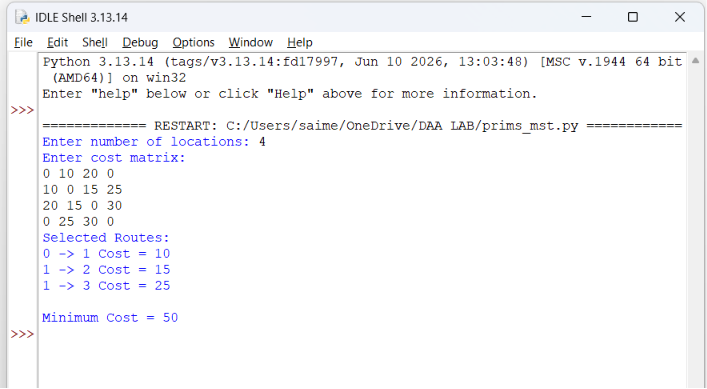 IDLE Shell 3.13.14
File Edit Shell Debug Options Window Help
Python 3.13.14 (tags/v3.13.14:fd17997, Jun 10 2026, 13:03:48) [MSC v.1944 64 bit
(AMD64)] on win32
Enter "help" below or click "Help" above for more information.
>>>
============= RESTART: C:/Users/saime/OneDrive/DAA LAB/prims_mst.py ============
Enter number of locations: 4
Enter cost matrix:
0 10 20 0
10 0 15 25
20 15 0 30
0 25 30 0
Selected Routes:
0 -> 1 Cost = 10
1 -> 2 Cost = 15
1 -> 3 Cost = 25
Minimum Cost = 50
>>>